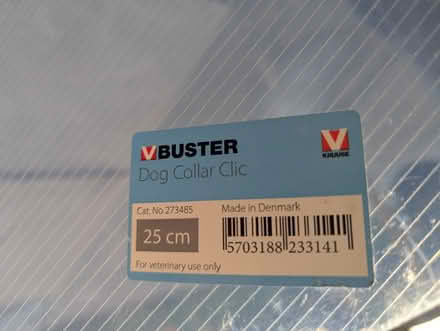 BUSTER
KRUUSE
Dog Collar Clic
Cat. No 273485
Made in Denmark
25 cm
5703188 233141
For veterinary use only